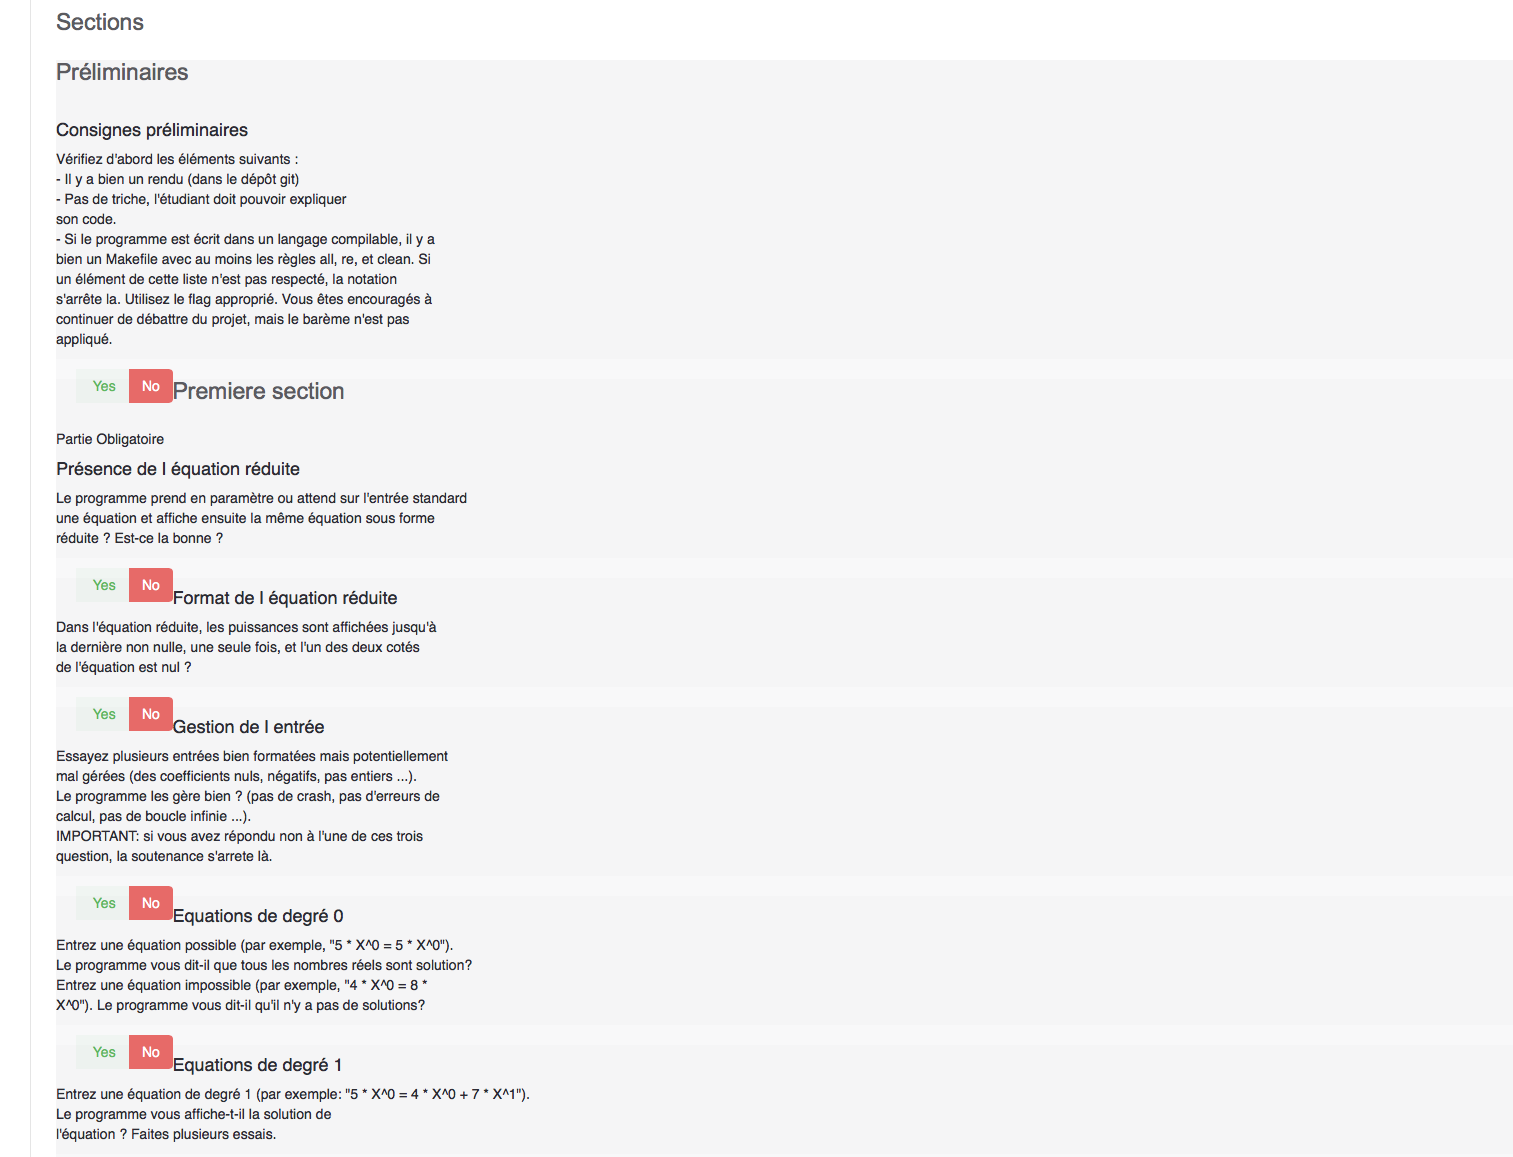 Sections
Préliminaires
Consignes préliminaires
Vérifiez d'abord les éléments suivants :
- Il y a bien un rendu (dans le dépôt git)
- Pas de triche, l'étudiant doit pouvoir expliquer
son code.
- Si le programme est écrit dans un langage compilable, il y a
bien un Makefile avec au moins les règles all, re, et clean. Si
un élément de cette liste n'est pas respecté, la notation
s'arrête la. Utilisez le flag approprié. Vous êtes encouragés à
continuer de débattre du projet, mais le barème n'est pas
appliqué.
Yes No Premiere section
Partie Obligatoire
Présence de l équation réduite
Le programme prend en paramètre ou attend sur l'entrée standard
une équation et affiche ensuite la même équation sous forme
réduite ? Est-ce la bonne ?
Yes No Format de l équation réduite
Dans l'équation réduite, les puissances sont affichées jusqu'à
la dernière non nulle, une seule fois, et l'un des deux cotés
de l'équation est nul ?
Yes No Gestion de l entrée
Essayez plusieurs entrées bien formatées mais potentiellement
mal gérées (des coefficients nuls, négatifs, pas entiers ...).
Le programme les gère bien ? (pas de crash, pas d'erreurs de
calcul, pas de boucle infinie ...).
IMPORTANT: si vous avez répondu non à l'une de ces trois
question, la soutenance s'arrete là.
Yes No Equations de degré 0
Entrez une équation possible (par exemple, "5 * X^0 = 5 * X^0").
Le programme vous dit-il que tous les nombres réels sont solution?
Entrez une équation impossible (par exemple, "4 * X^0 = 8 *
X^0"). Le programme vous dit-il qu'il n'y a pas de solutions?
Yes No Equations de degré 1
Entrez une équation de degré 1 (par exemple: "5 * X^0 = 4 * X^0 + 7 * X^1").
Le programme vous affiche-t-il la solution de
l'équation ? Faites plusieurs essais.